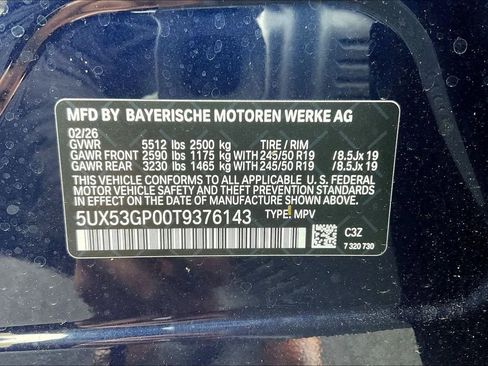 MFD BY BAYERISCHE MOTOREN WERKE AG
02/26
GVWR 5512 lbs 2500 kg TIRE / RIM
GAWR FRONT 2590 lbs 1175 kg WITH 245/50 R19 /8.5Jx 19
GAWR REAR 3230 lbs 1465 kg WITH 245/50 R19 /8.5Jx 19
THIS VEHICLE CONFORMS TO ALL APPLICABLE U.S. FEDERAL
MOTOR VEHICLE SAFETY AND THEFT PREVENTION STANDARDS
IN EFFECT ON THE DATE OF MANUFACTURE SHOWN ABOVE.
5UX53GP00T9376143 TYPE: MPV
C3Z
7 320 730